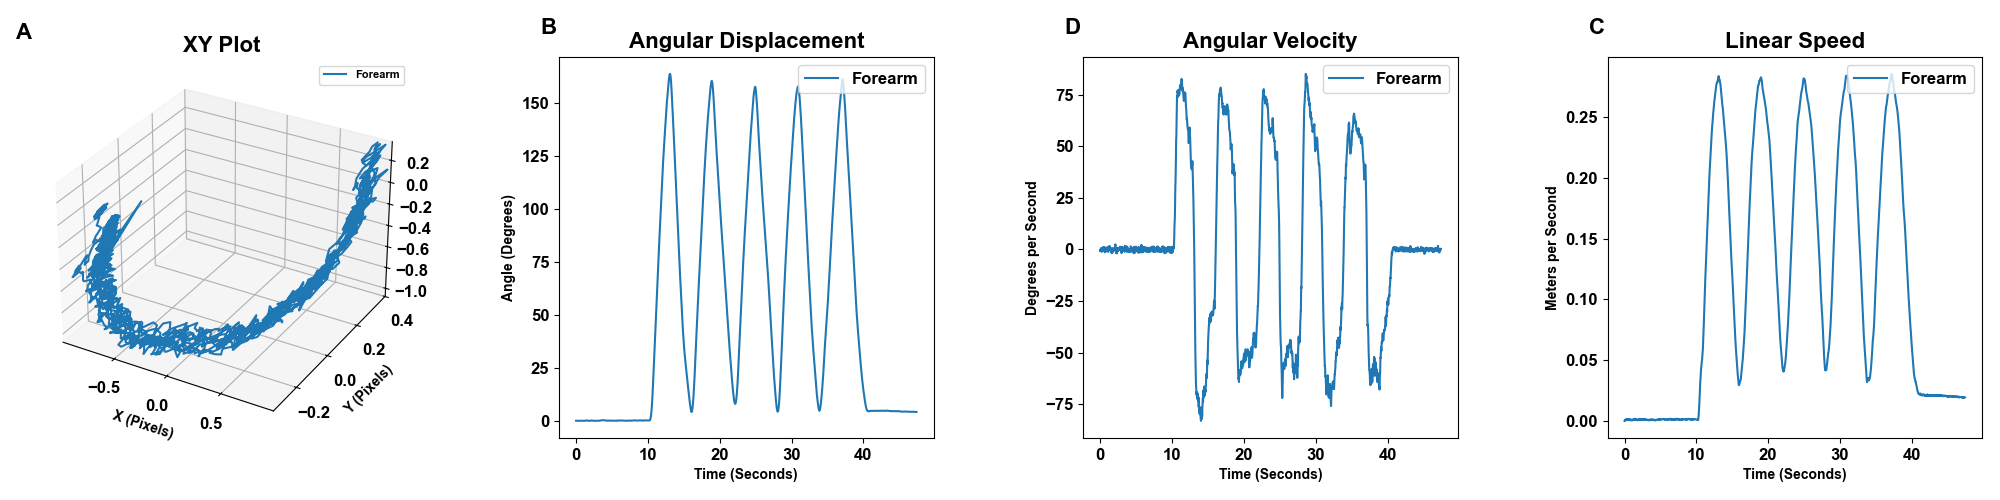 A
XY Plot
Forearm
0.2
0.0
−0.2
−0.4
−0.6
−0.8
−1.0
0.4
0.2
0.0
−0.2
Y (Pixels)
−0.5
0.0
0.5
X (Pixels)
B
Angular Displacement
Forearm
150
125
100
75
50
25
0
Angle (Degrees)
0 10 20 30 40
Time (Seconds)
D
Angular Velocity
Forearm
75
50
25
0
−25
−50
−75
Degrees per Second
0 10 20 30 40
Time (Seconds)
C
Linear Speed
Forearm
0.25
0.20
0.15
0.10
0.05
0.00
Meters per Second
0 10 20 30 40
Time (Seconds)